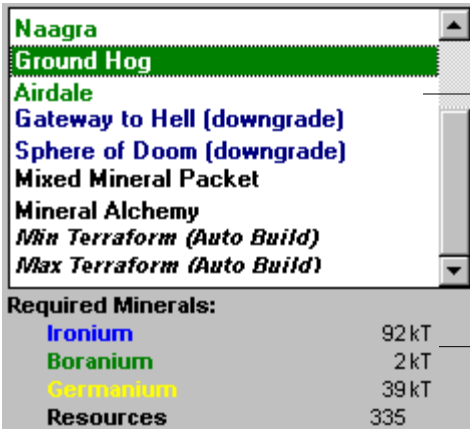 Naagra
Ground Hog
Airdale
Gateway to Hell (downgrade)
Sphere of Doom (downgrade)
Mixed Mineral Packet
Mineral Alchemy
Min Terraform (Auto Build)
Max Terraform (Auto Build)
Required Minerals:
Ironium 92kT
Boranium 2kT
Germanium 39kT
Resources 335